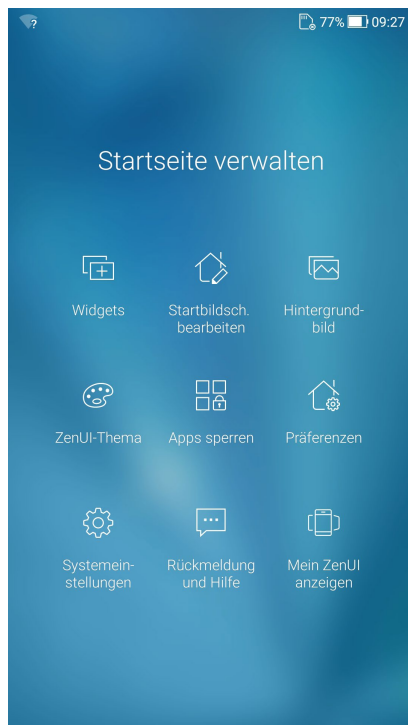 77% 09:27
Startseite verwalten
Widgets
Startbildsch.
bearbeiten
Hintergrund-
bild
ZenUI-Thema
Apps sperren
Präferenzen
Systemein-
stellungen
Rückmeldung
und Hilfe
Mein ZenUI
anzeigen